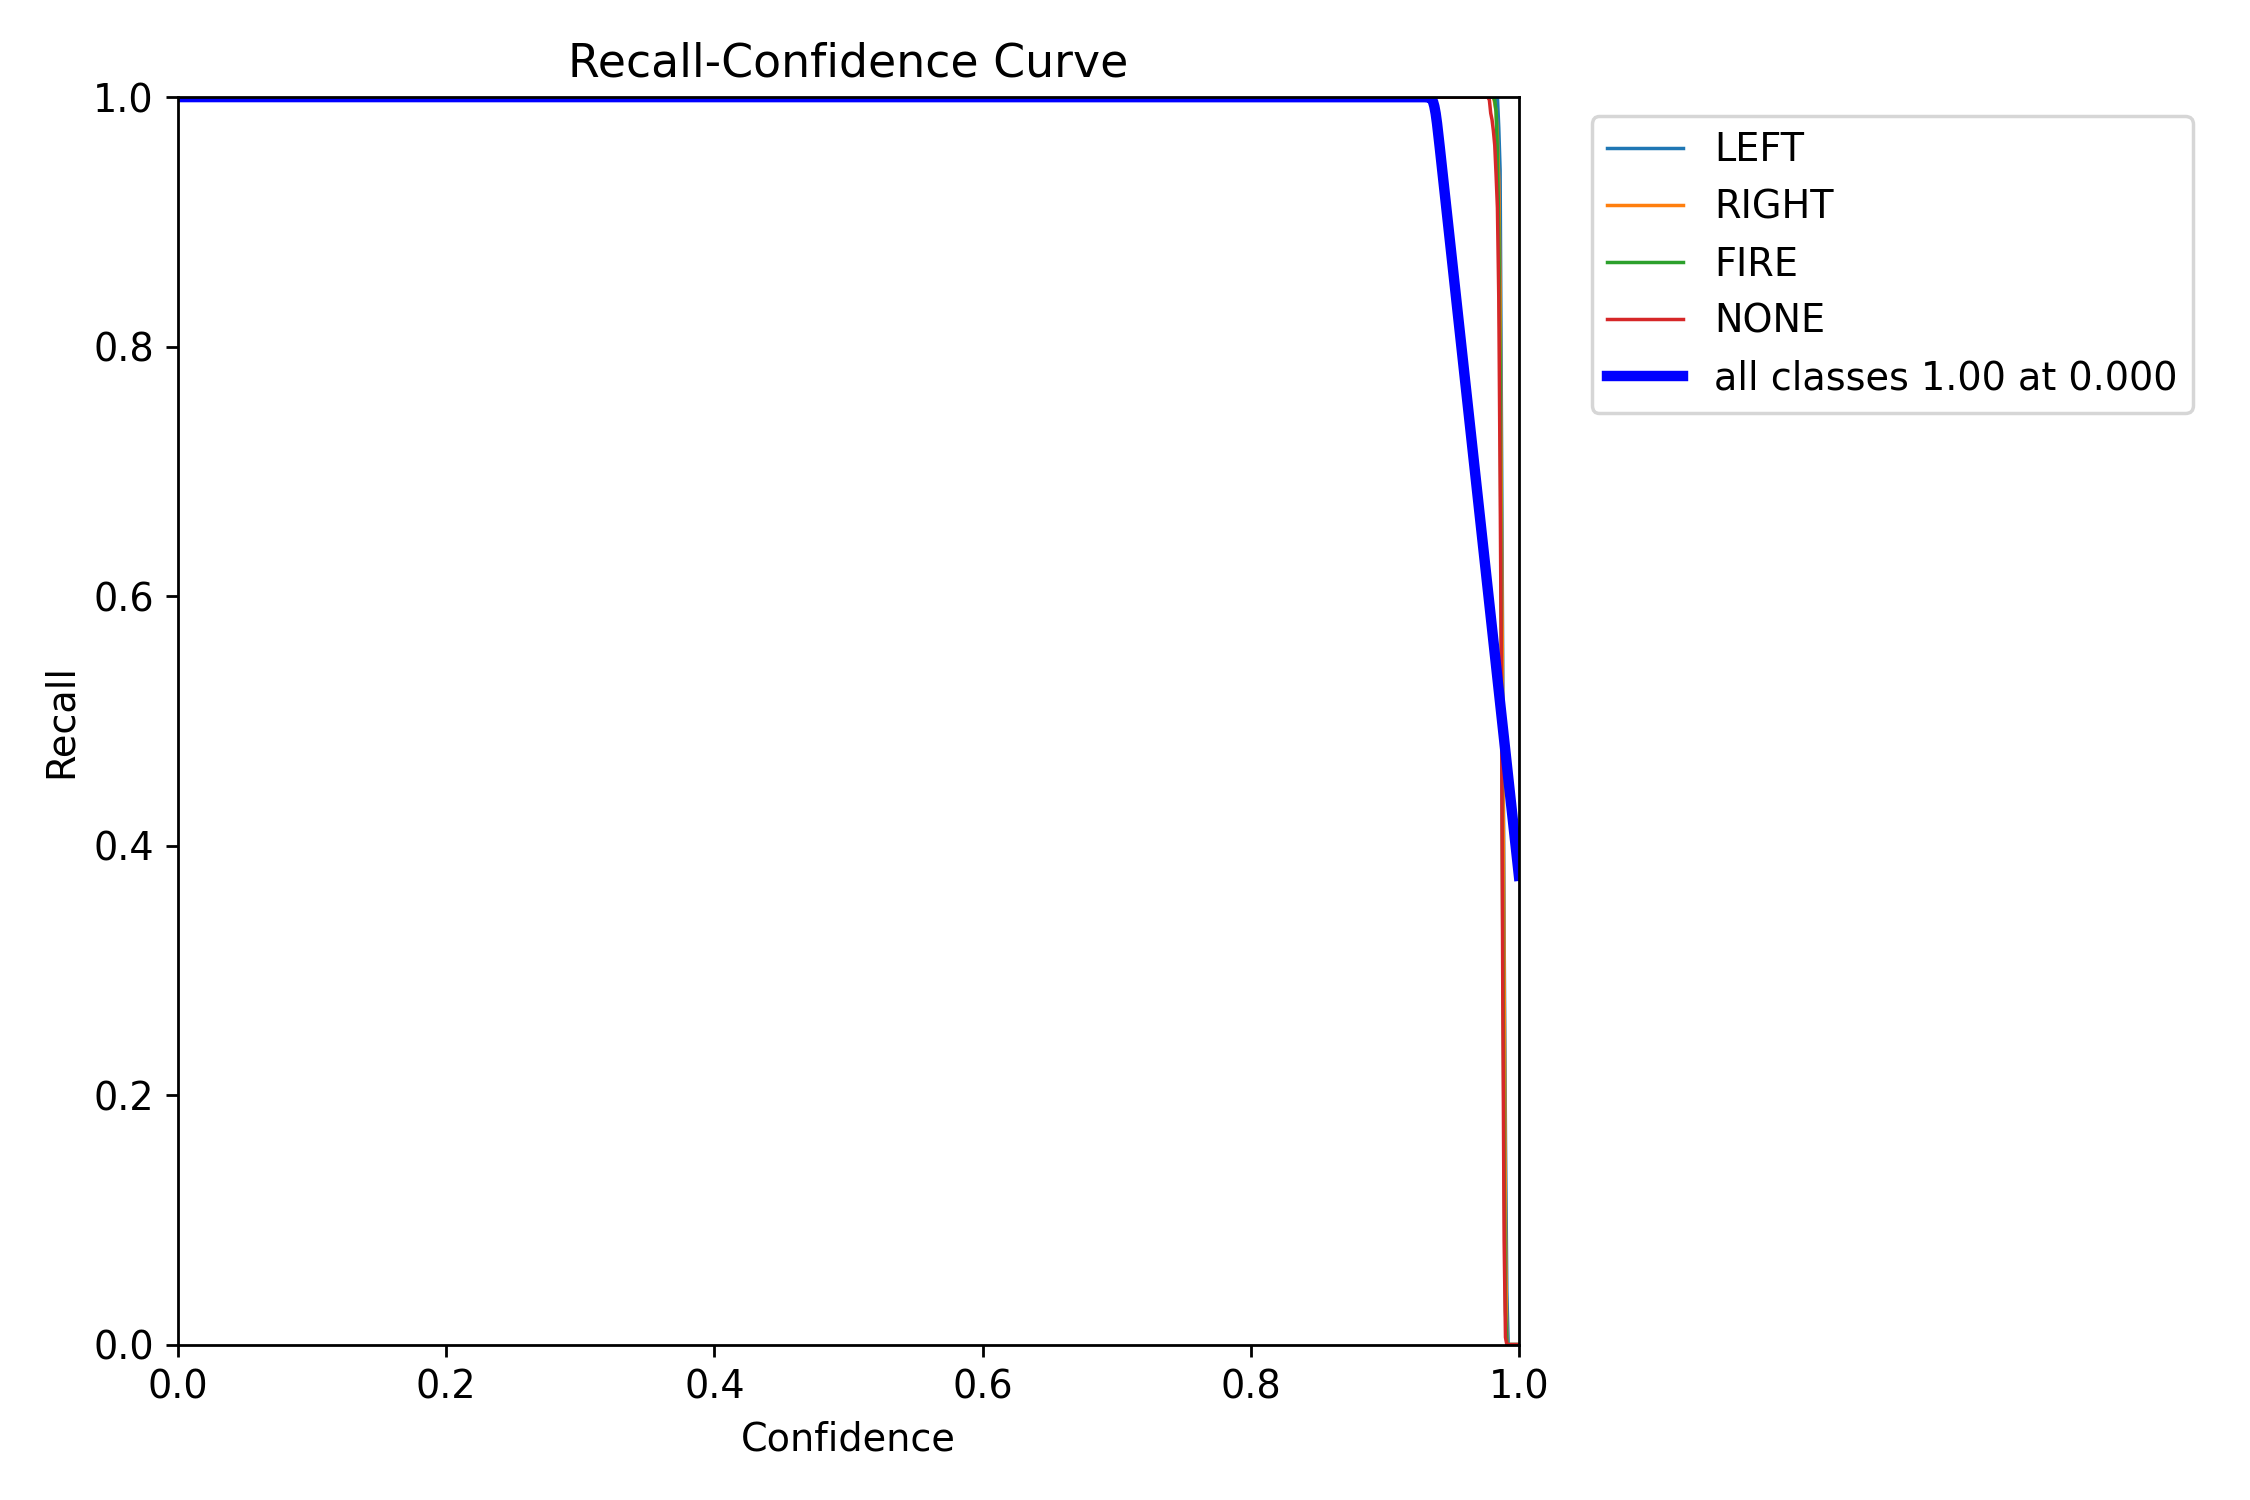 Recall-Confidence Curve
1.0
0.8
0.6
0.4
0.2
0.0
Recall
0.0 0.2 0.4 0.6 0.8 1.0
Confidence
LEFT
RIGHT
FIRE
NONE
all classes 1.00 at 0.000